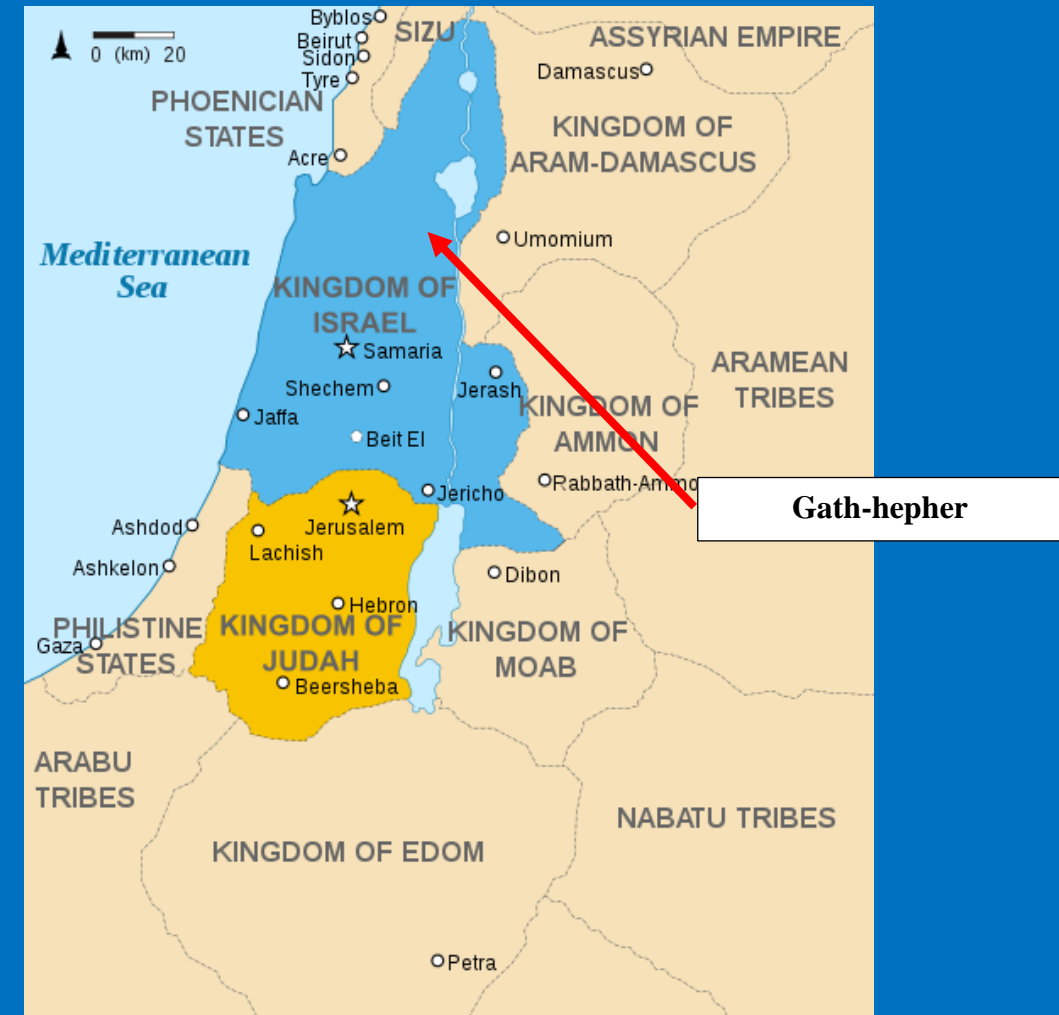 Byblos
SIZU
ASSYRIAN EMPIRE
Beirut
0 (km) 20
Sidon
Damascus
Tyre
PHOENICIAN
STATES
KINGDOM OF
ARAM-DAMASCUS
Acre
Umomium
Mediterranean
Sea
KINGDOM OF
ISRAEL
Samaria
ARAMEAN
TRIBES
Shechem
Jerash
KINGDOM OF
AMMON
Jaffa
Beit El
Rabbath-Ammo
Jericho
Gath-hepher
Ashdod
Jerusalem
Lachish
Ashkelon
Dibon
Hebron
PHILISTINE
STATES
KINGDOM OF
JUDAH
KINGDOM OF
MOAB
Gaza
Beersheba
ARABU
TRIBES
NABATU TRIBES
KINGDOM OF EDOM
Petra